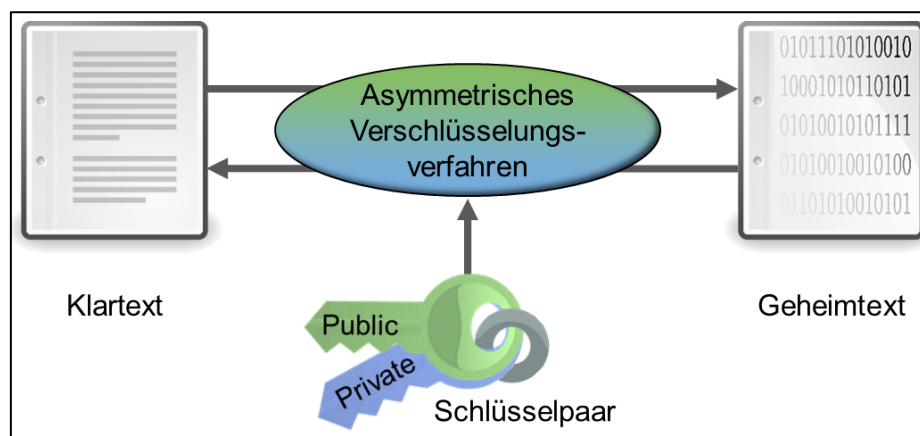 01011101010010
10001010110101
01010010101111
01010010010100
01101010010101
Asymmetrisches
Verschlüsselungs-
verfahren
Klartext
Geheimtext
Public
Private
Schlüsselpaar